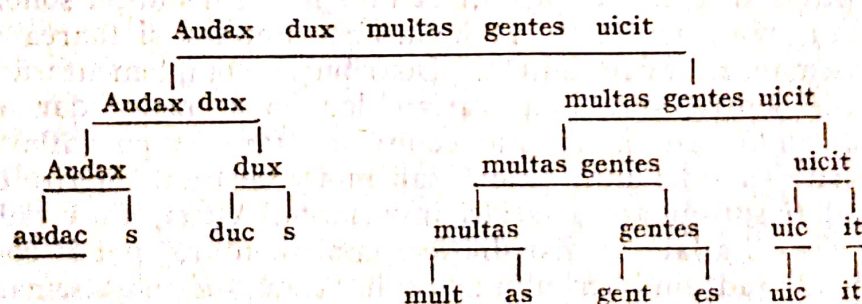 Audax dux multas gentes uicit
Audax dux multas gentes uicit
Audax dux multas gentes uicit
audac s duc s multas gentes uic it
mult as gent es uic it